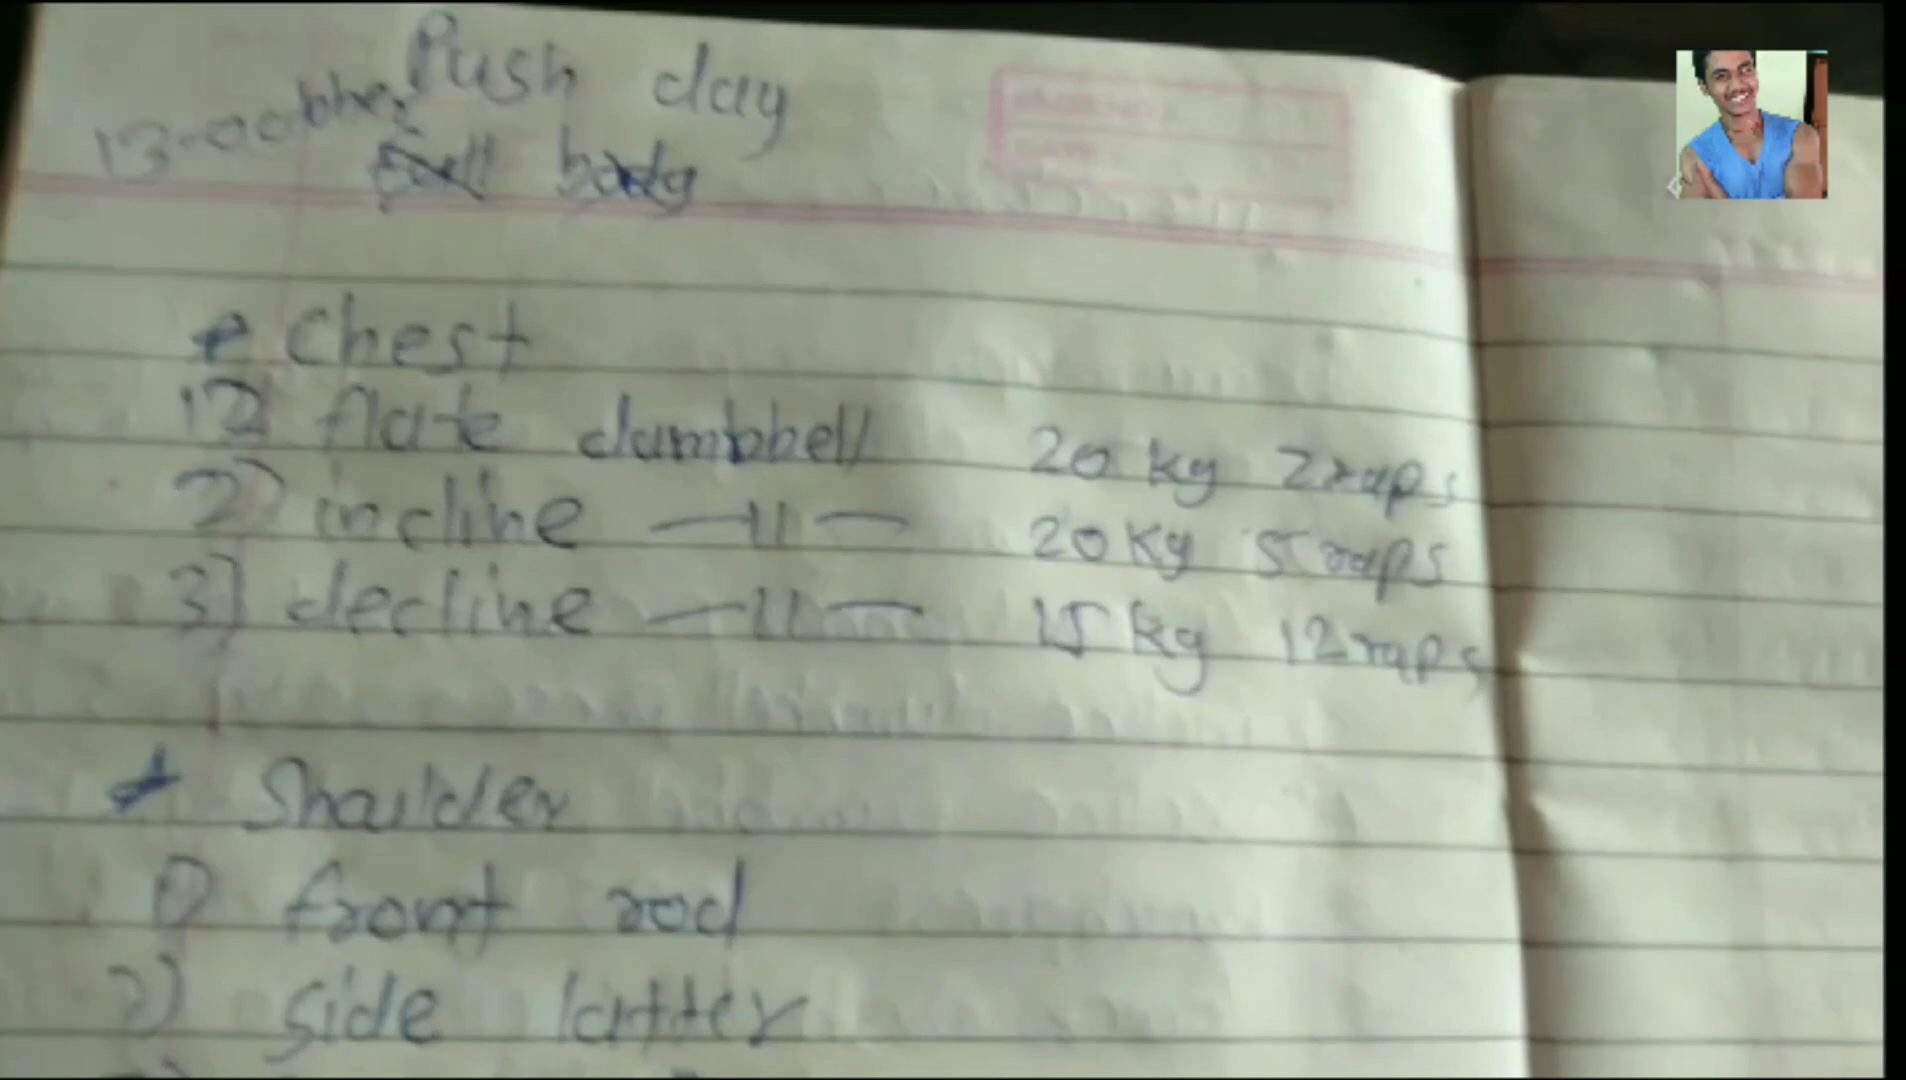 Push day
13-october
Full body
* Chest
1) flate dumbbell 20 kg 2 raps
2) incline —11— 20 Kg 5 raps
3) decline —11— 15 kg 12 raps
* Shoulder
1) front rod
2) side latter